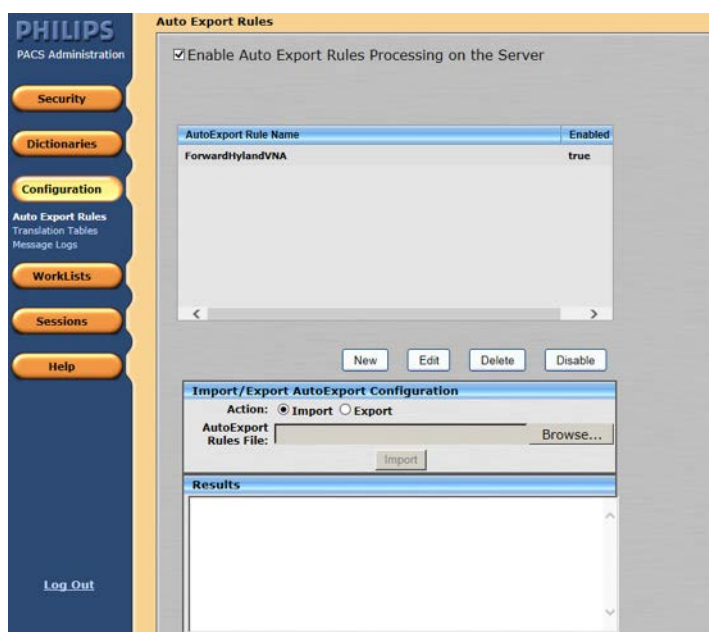 PHILIPS
PACS Administration
Security
Dictionaries
Configuration
Auto Export Rules
Translation Tables
Message Logs
WorkLists
Sessions
Help
Log Out
Auto Export Rules
Enable Auto Export Rules Processing on the Server
AutoExport Rule Name Enabled
ForwardHylandVNA true
New Edit Delete Disable
Import/Export AutoExport Configuration
Action: Import Export
AutoExport
Rules File: Browse...
Import
Results